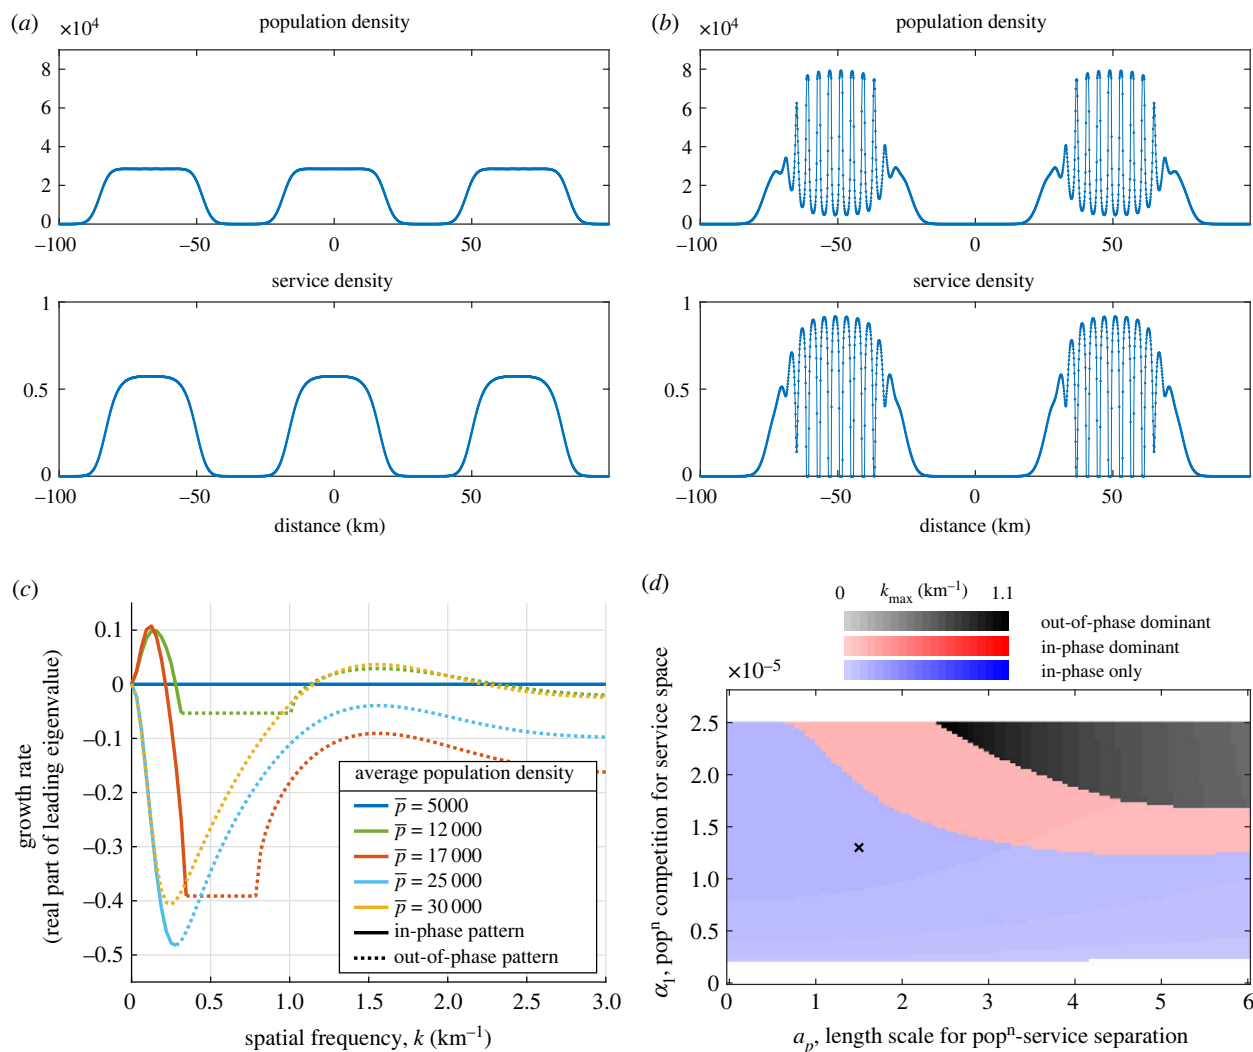 (a)
population density
×10⁴
8
6
4
2
0
−100
−50
0
50
service density
1
0.5
0
−100
−50
0
50
distance (km)
(b)
population density
×10⁴
8
6
4
2
0
−100
−50
0
50
service density
1
0.5
0
−100
−50
0
50
distance (km)
(c)
growth rate
(real part of leading eigenvalue)
0.1
0
−0.1
−0.2
−0.3
−0.4
−0.5
0
0.5
1.0
1.5
2.0
2.5
3.0
spatial frequency, k (km⁻¹)
average population density
p̅ = 5000
p̅ = 12 000
p̅ = 17 000
p̅ = 25 000
p̅ = 30 000
in-phase pattern
out-of-phase pattern
(d)
0 k_max (km⁻¹) 1.1
out-of-phase dominant
in-phase dominant
in-phase only
×10⁻⁵
α₁, popⁿ competition for service space
2.5
2.0
1.5
1.0
0.5
0
0
1
2
3
4
5
6
a_p, length scale for popⁿ-service separation